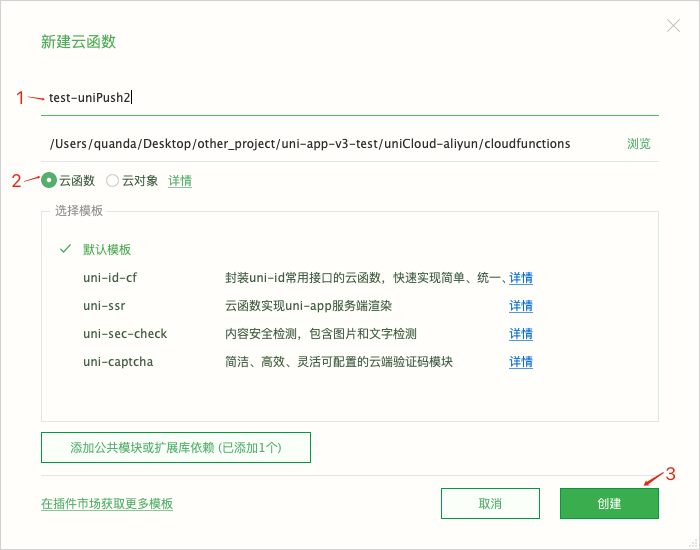 新建云函数
1 test-uniPush2
/Users/quanda/Desktop/other_project/uni-app-v3-test/uniCloud-aliyun/cloudfunctions 浏览
2 云函数 云对象 详情
选择模板
默认模板
uni-id-cf 封装uni-id常用接口的云函数，快速实现简单、统一、 详情
uni-ssr 云函数实现uni-app服务端渲染 详情
uni-sec-check 内容安全检测，包含图片和文字检测 详情
uni-captcha 简洁、高效、灵活可配置的云端验证码模块 详情
添加公共模块或扩展库依赖 (已添加1个)
3
在插件市场获取更多模板 取消 创建